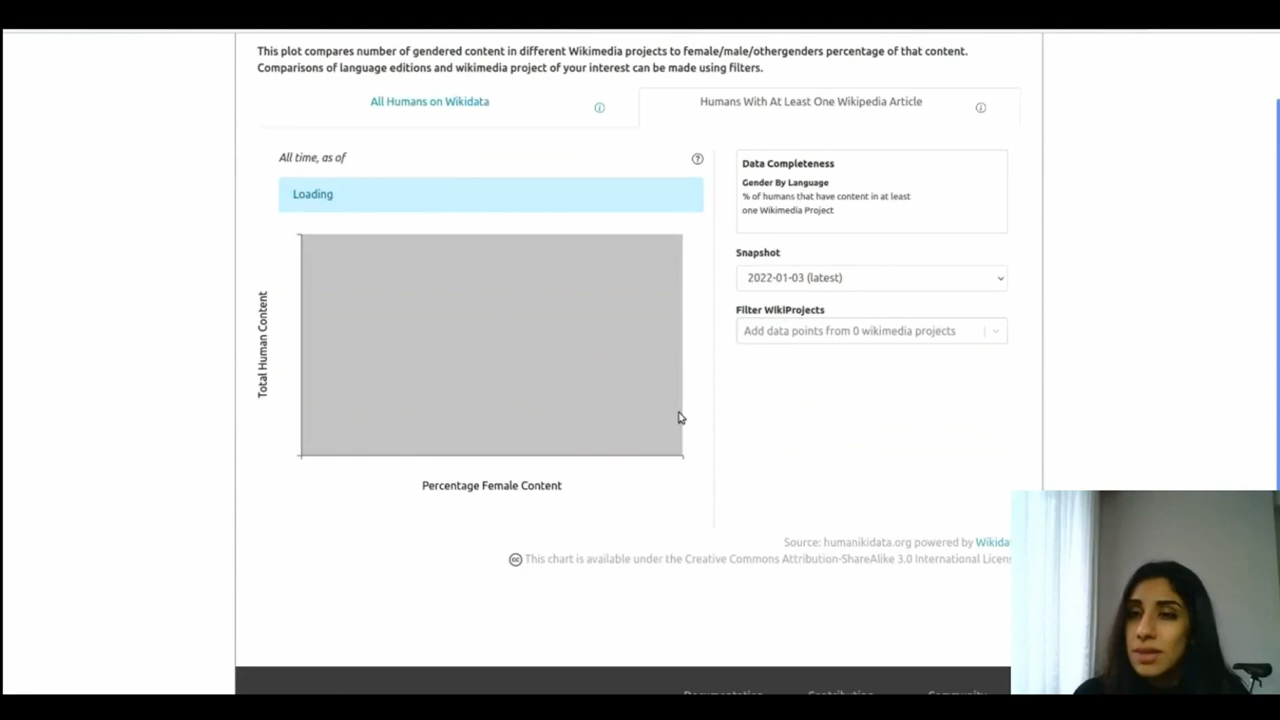 This plot compares number of gendered content in different Wikimedia projects to female/male/othergenders percentage of that content.
Comparisons of language editions and wikimedia project of your interest can be made using filters.
All Humans on Wikidata
Humans With At Least One Wikipedia Article
All time, as of
Loading
Total Human Content
Percentage Female Content
Data Completeness
Gender By Language
% of humans that have content in at least
one Wikimedia Project
Snapshot
2022-01-03 (latest)
Filter WikiProjects
Add data points from 0 wikimedia projects
Source: humanikidata.org powered by Wikida
This chart is available under the Creative Commons Attribution-ShareAlike 3.0 International Licen